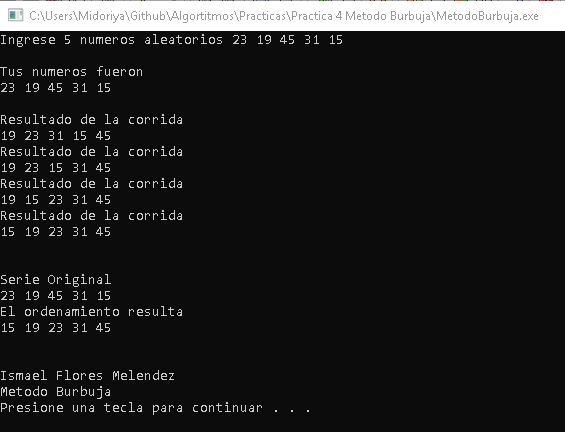 C:\Users\Midoriya\Github\Algortitmos\Practicas\Practica 4 Metodo Burbuja\MetodoBurbuja.exe
Ingrese 5 numeros aleatorios 23 19 45 31 15
Tus numeros fueron
23 19 45 31 15
Resultado de la corrida
19 23 31 15 45
Resultado de la corrida
19 23 15 31 45
Resultado de la corrida
19 15 23 31 45
Resultado de la corrida
15 19 23 31 45
Serie Original
23 19 45 31 15
El ordenamiento resulta
15 19 23 31 45
Ismael Flores Melendez
Metodo Burbuja
Presione una tecla para continuar . . .